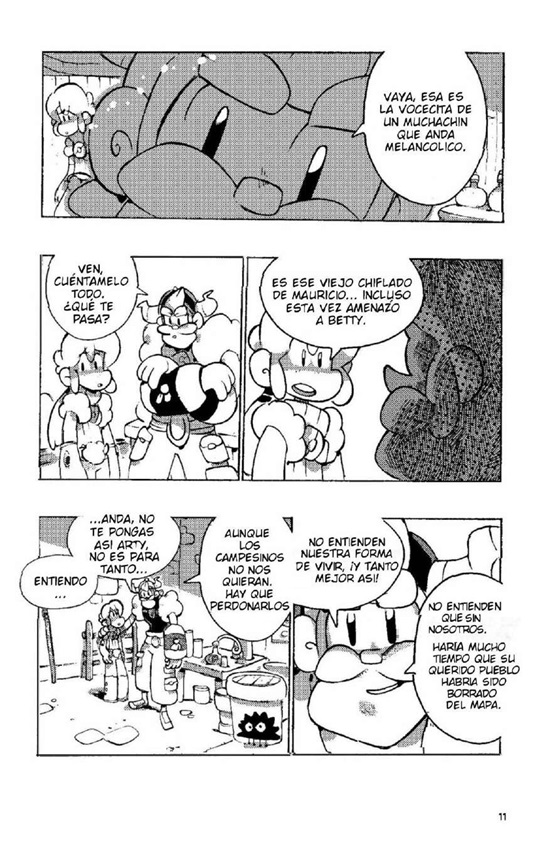 VAYA, ESA ES
LA VOCECITA DE
UN MUCHACHIN
QUE ANDA
MELANCOLICO.
VEN,
CUÉNTAMELO
TODO.
¿QUÉ TE
PASA?
ES ESE VIEJO CHIFLADO
DE MAURICIO... INCLUSO
ESTA VEZ AMENAZO
A BETTY.
ENTIENDO
...
...ANDA, NO
TE PONGAS
ASI ARTY,
NO ES PARA
TANTO...
AUNQUE
LOS
CAMPESINOS
NO NOS
QUIERAN.
HAY QUE
PERDONARLOS
NO ENTIENDEN
NUESTRA FORMA
DE VIVIR, ¡Y TANTO
MEJOR ASI!
NO ENTIENDEN
QUE SIN
NOSOTROS.
HARIA MUCHO
TIEMPO QUE SU
QUERIDO PUEBLO
HABRIA SIDO
BORRADO
DEL MAPA.
11